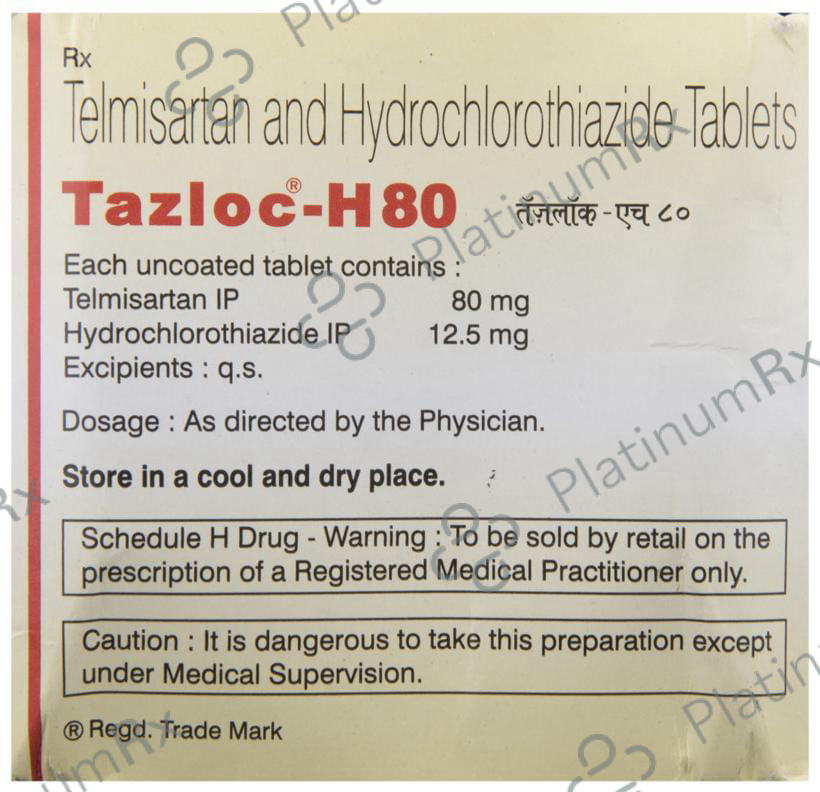 Rx
Telmisartan and Hydrochlorothiazide Tablets
Tazloc®-H 80 तॅज़लॉक - एच ८०
Each uncoated tablet contains :
Telmisartan IP 80 mg
Hydrochlorothiazide IP 12.5 mg
Excipients : q.s.
Dosage : As directed by the Physician.
Store in a cool and dry place.
Schedule H Drug - Warning : To be sold by retail on the
prescription of a Registered Medical Practitioner only.
Caution : It is dangerous to take this preparation except
under Medical Supervision.
® Regd. Trade Mark
PlatinumRx
PlatinumRx